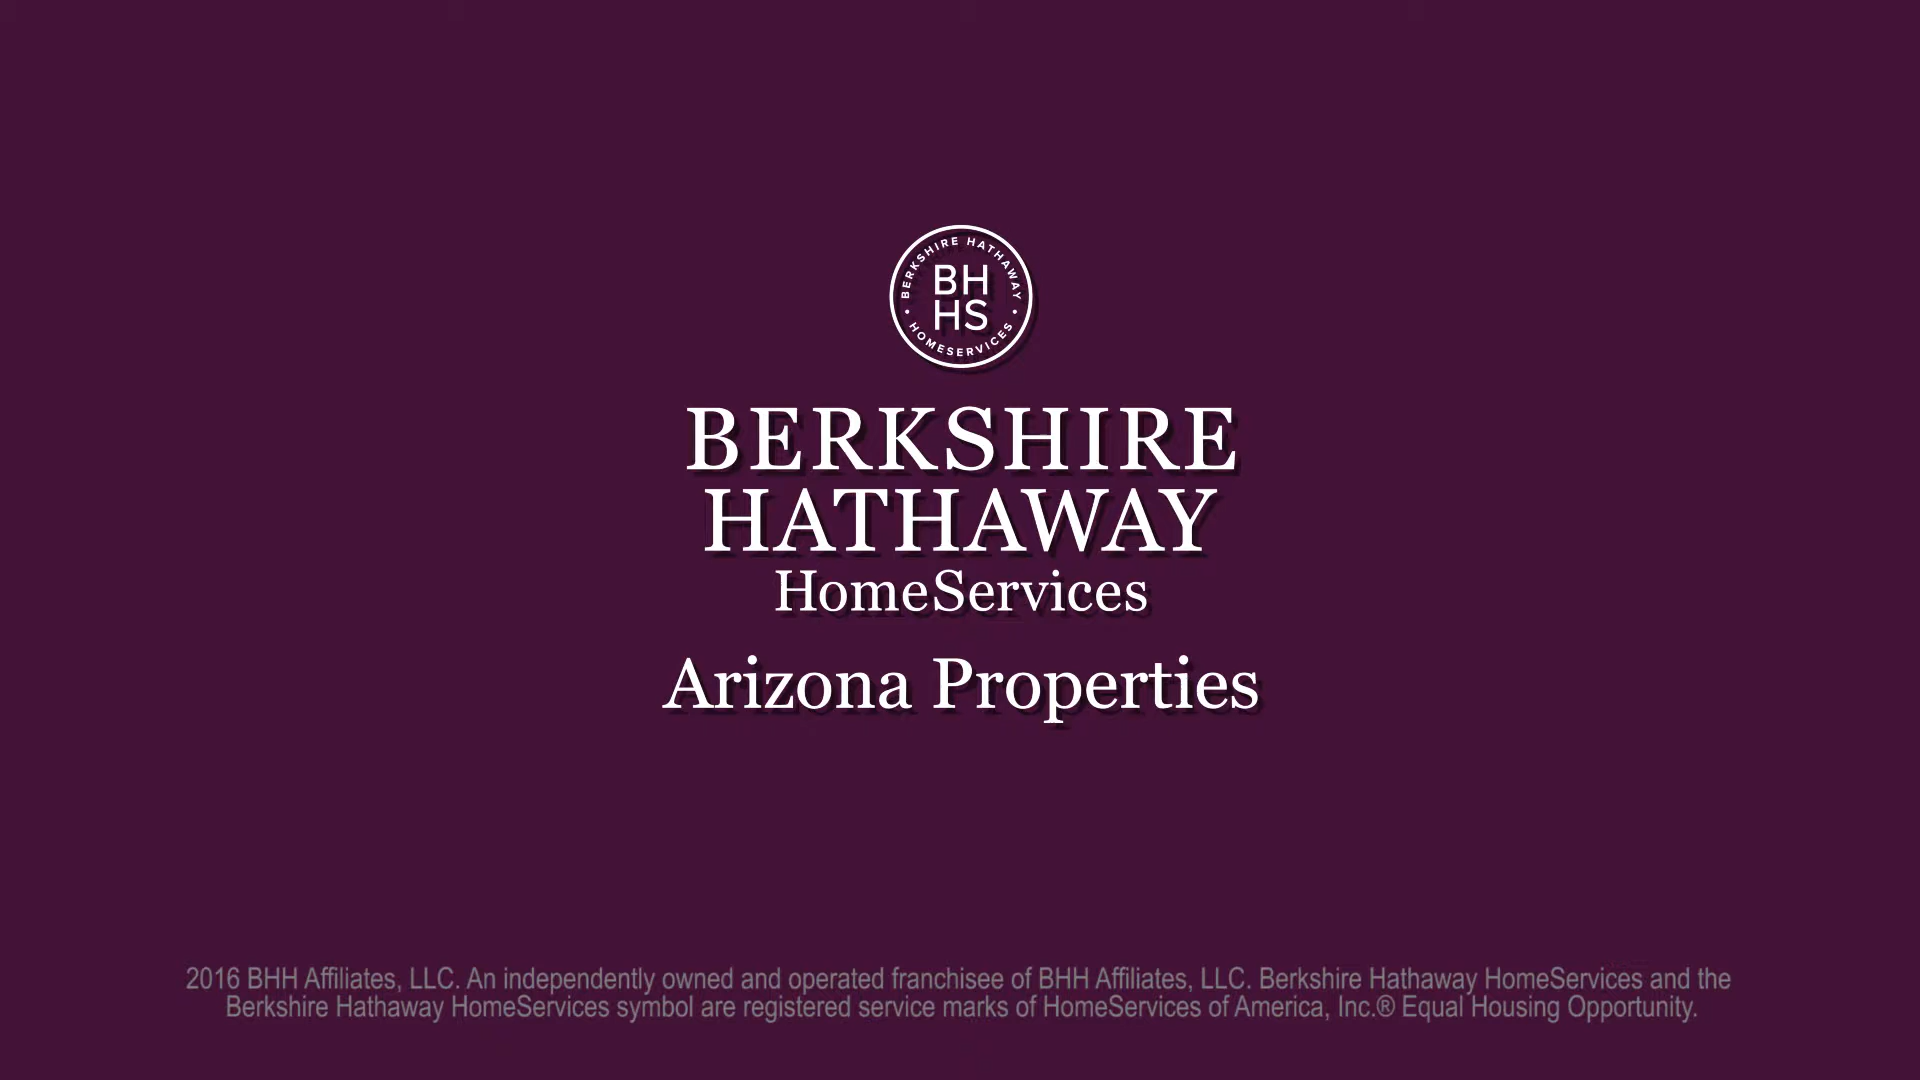 BERKSHIRE HATHAWAY
BH
HS
HOMESERVICES
BERKSHIRE
HATHAWAY
HomeServices
Arizona Properties
2016 BHH Affiliates, LLC. An independently owned and operated franchisee of BHH Affiliates, LLC. Berkshire Hathaway HomeServices and the
Berkshire Hathaway HomeServices symbol are registered service marks of HomeServices of America, Inc.® Equal Housing Opportunity.